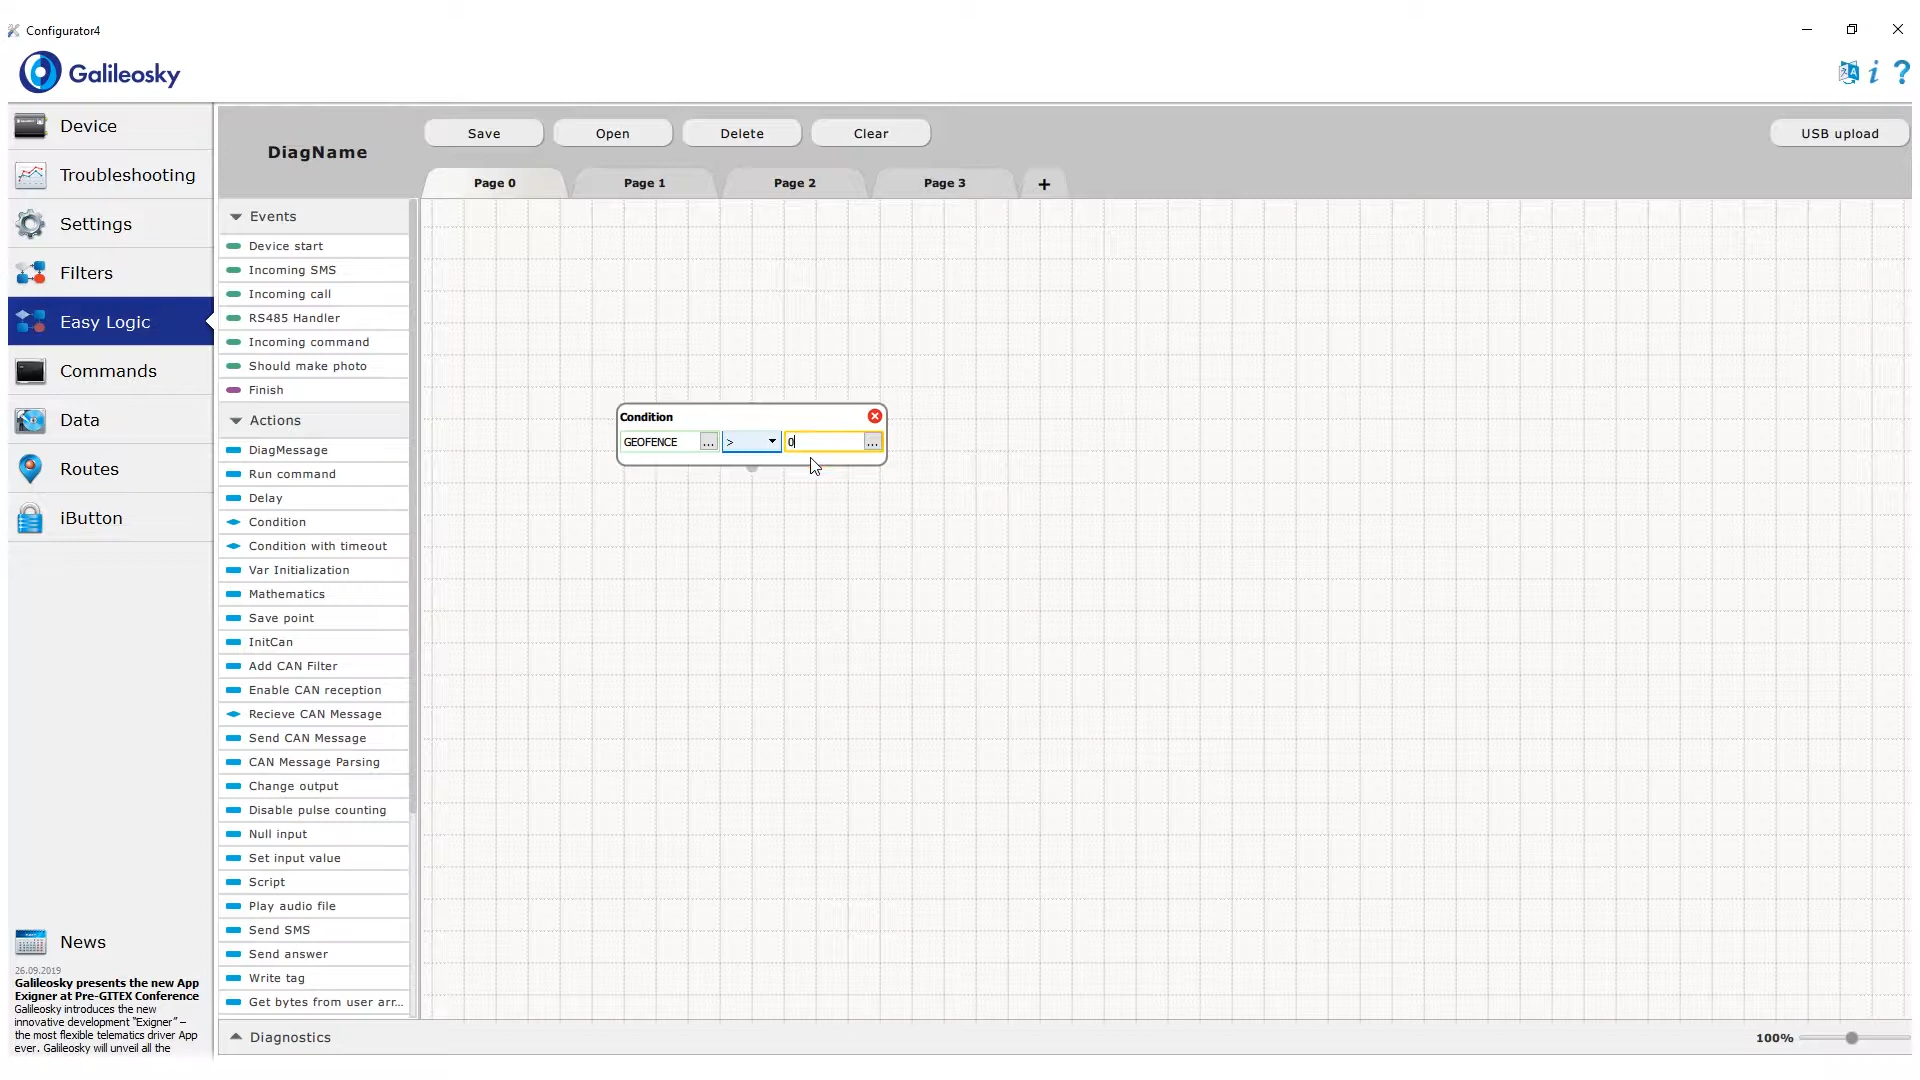 Configurator4
Galileosky
Device
Troubleshooting
Settings
Filters
Easy Logic
Commands
Data
Routes
iButton
News
26.09.2019
Galileosky presents the new App
Exigner at Pre-GITEX Conference
Galileosky introduces the new
innovative development "Exigner" –
the most flexible telematics driver App
ever. Galileosky will unveil all the
DiagName
Save
Open
Delete
Clear
USB upload
Page 0
Page 1
Page 2
Page 3
+
Events
Device start
Incoming SMS
Incoming call
RS485 Handler
Incoming command
Should make photo
Finish
Actions
DiagMessage
Run command
Delay
Condition
Condition with timeout
Var Initialization
Mathematics
Save point
InitCan
Add CAN Filter
Enable CAN reception
Recieve CAN Message
Send CAN Message
CAN Message Parsing
Change output
Disable pulse counting
Null input
Set input value
Script
Play audio file
Send SMS
Send answer
Write tag
Get bytes from user arr...
Condition
GEOFENCE ... > 0 ...
Diagnostics
100%